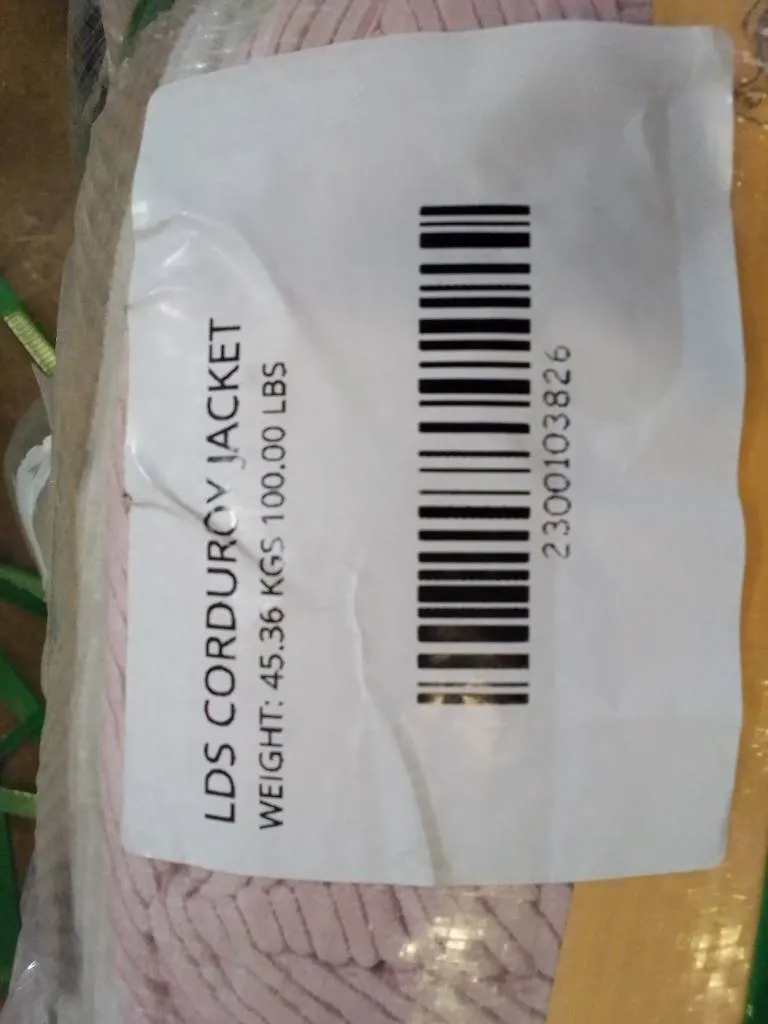 LDS CORDUROY JACKET
WEIGHT: 45.36 KGS 100.00 LBS
2300103826